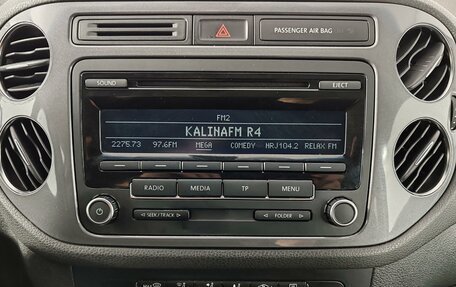 PASSENGER AIR BAG
SOUND
EJECT
FM2
KALINAFM R4
2275.73 97.6FM MEGA COMEDY NRJ104.2 RELAX FM
RADIO MEDIA TP MENU
SEEK/TRACK FOLDER